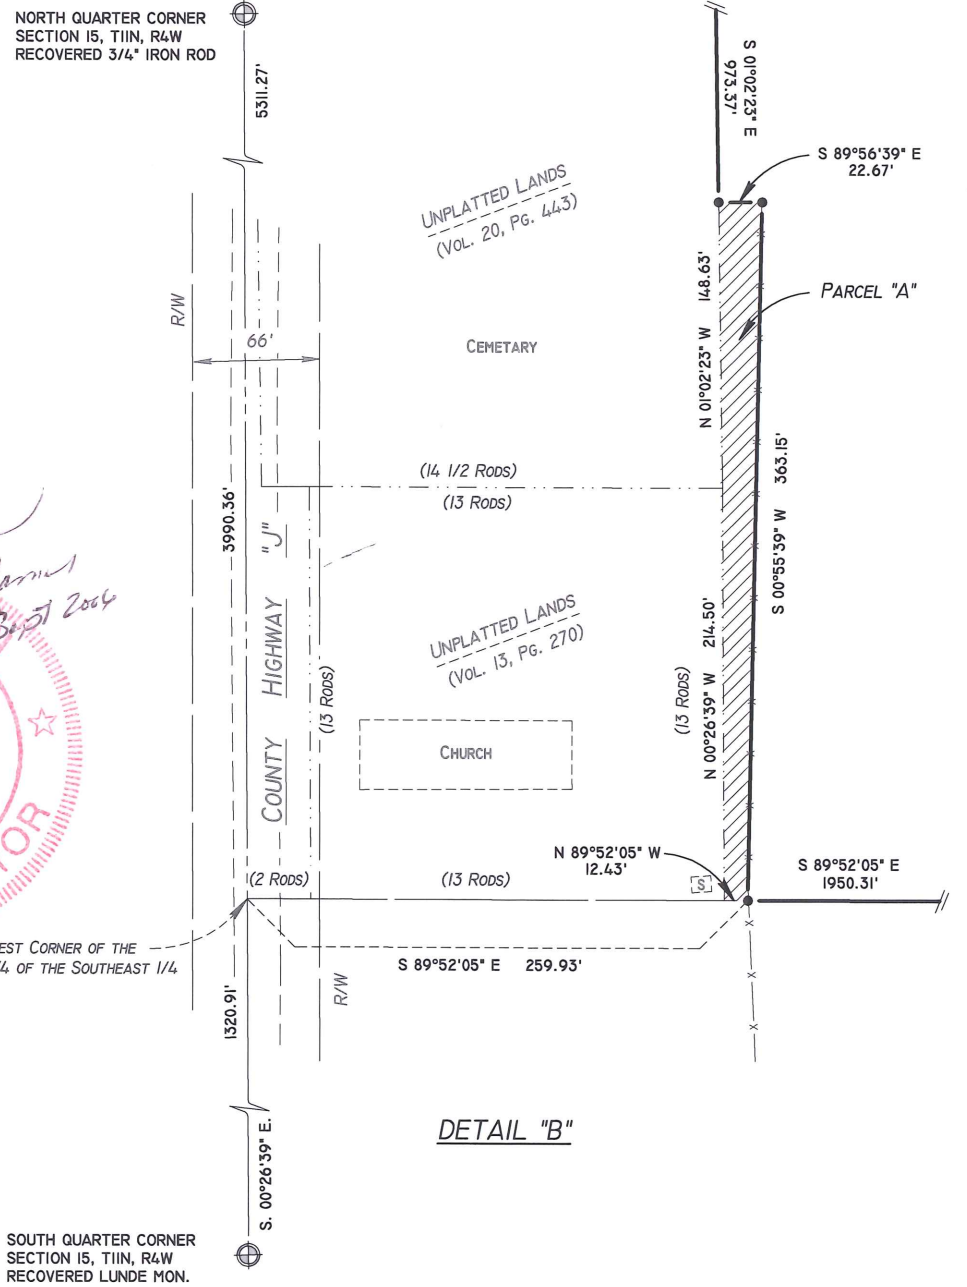 NORTH QUARTER CORNER
SECTION 15, T11N, R4W
RECOVERED 3/4" IRON ROD
5311.27'
S 01°02'23" E
973.37'
S 89°56'39" E
22.67'
UNPLATTED LANDS
(VOL. 20, PG. 443)
R/W
66'
CEMETARY
N 01°02'23" W 148.63'
PARCEL "A"
(14 1/2 RODS)
(13 RODS)
3990.36'
COUNTY HIGHWAY "J"
S 00°55'39" W 363.15'
Sept 2006
UNPLATTED LANDS
(VOL. 13, PG. 270)
(13 RODS)
(13 RODS)
N 00°26'39" W 214.50'
CHURCH
TOR
N 89°52'05" W
12.43'
S 89°52'05" E
1950.31'
(2 RODS)
(13 RODS)
S
EST CORNER OF THE
/4 OF THE SOUTHEAST 1/4
S 89°52'05" E 259.93'
R/W
1320.91'
DETAIL "B"
S. 00°26'39" E.
SOUTH QUARTER CORNER
SECTION 15, T11N, R4W
RECOVERED LUNDE MON.